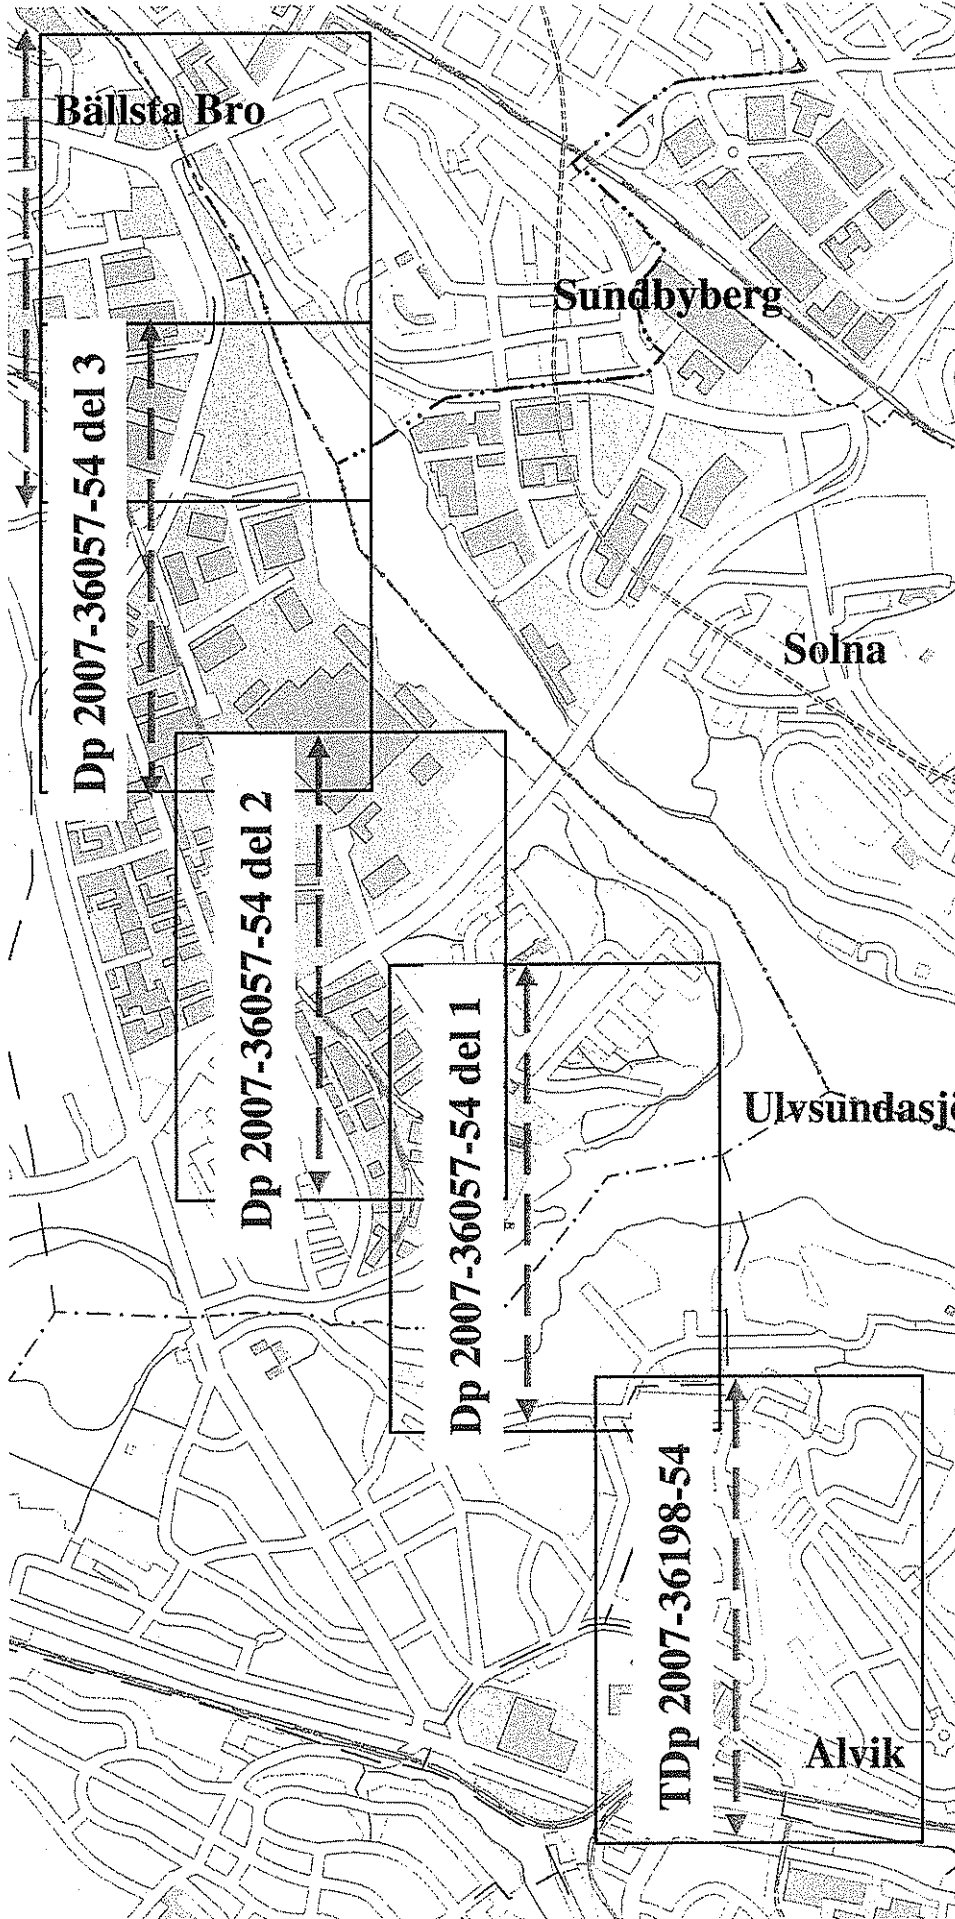 Bällsta Bro
Sundbyberg
Dp 2007-36057-54 del 3
Solna
Dp 2007-36057-54 del 2
Dp 2007-36057-54 del 1
Ulvsundasj
TDp 2007-36198-54
Alvik